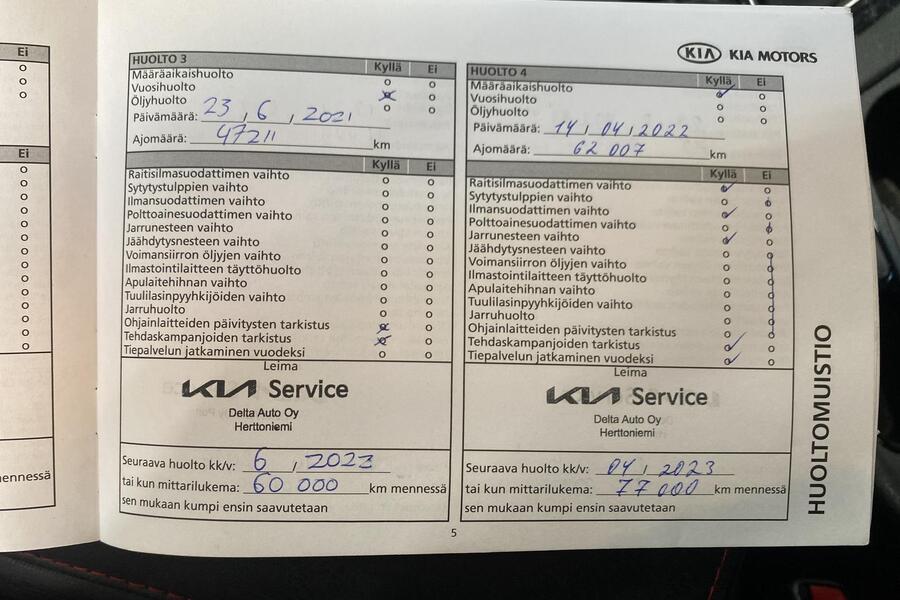 Ei
Ei
mennessä
KIA KIA MOTORS
HUOLTO 3 Kyllä Ei
Määräaikaishuolto
Vuosihuolto
Öljyhuolto
Päivämäärä: 23, 6, 2021
Ajomäärä: 47211 km
Kyllä Ei
Raitisilmasuodattimen vaihto
Sytytystulppien vaihto
Ilmansuodattimen vaihto
Polttoainesuodattimen vaihto
Jarrunesteen vaihto
Jäähdytysnesteen vaihto
Voimansiirron öljyjen vaihto
Ilmastointilaitteen täyttöhuolto
Apulaitehihnan vaihto
Tuulilasinpyyhkijöiden vaihto
Jarruhuolto
Ohjainlaitteiden päivitysten tarkistus
Tehdaskampanjoiden tarkistus
Tiepalvelun jatkaminen vuodeksi
Leima
KIA Service
Delta Auto Oy
Herttoniemi
Seuraava huolto kk/v: 6, 2022
tai kun mittarilukema: 60 000 km mennessä
sen mukaan kumpi ensin saavutetaan
HUOLTO 4 Kyllä Ei
Määräaikaishuolto
Vuosihuolto
Öljyhuolto
Päivämäärä: 14, 04, 2022
Ajomäärä: 62 007 km
Kyllä Ei
Raitisilmasuodattimen vaihto
Sytytystulppien vaihto
Ilmansuodattimen vaihto
Polttoainesuodattimen vaihto
Jarrunesteen vaihto
Jäähdytysnesteen vaihto
Voimansiirron öljyjen vaihto
Ilmastointilaitteen täyttöhuolto
Apulaitehihnan vaihto
Tuulilasinpyyhkijöiden vaihto
Jarruhuolto
Ohjainlaitteiden päivitysten tarkistus
Tehdaskampanjoiden tarkistus
Tiepalvelun jatkaminen vuodeksi
Leima
KIA Service
Delta Auto Oy
Herttoniemi
Seuraava huolto kk/v: 04, 2023
tai kun mittarilukema: 77 000 km mennessä
sen mukaan kumpi ensin saavutetaan
HUOLTOMUISTIO
5